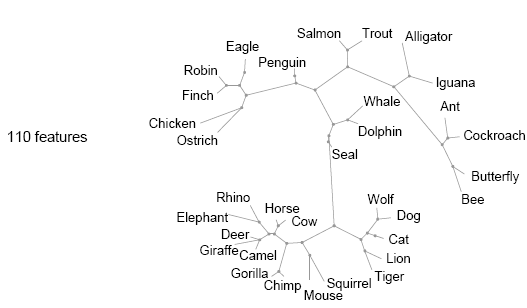 Salmon
Trout
Alligator
Eagle
Penguin
Robin
Iguana
Finch
Whale
Ant
Chicken
Dolphin
Cockroach
110 features
Ostrich
Seal
Butterfly
Bee
Rhino
Horse
Wolf
Elephant
Cow
Dog
Deer
Cat
Giraffe
Camel
Lion
Gorilla
Tiger
Chimp
Squirrel
Mouse